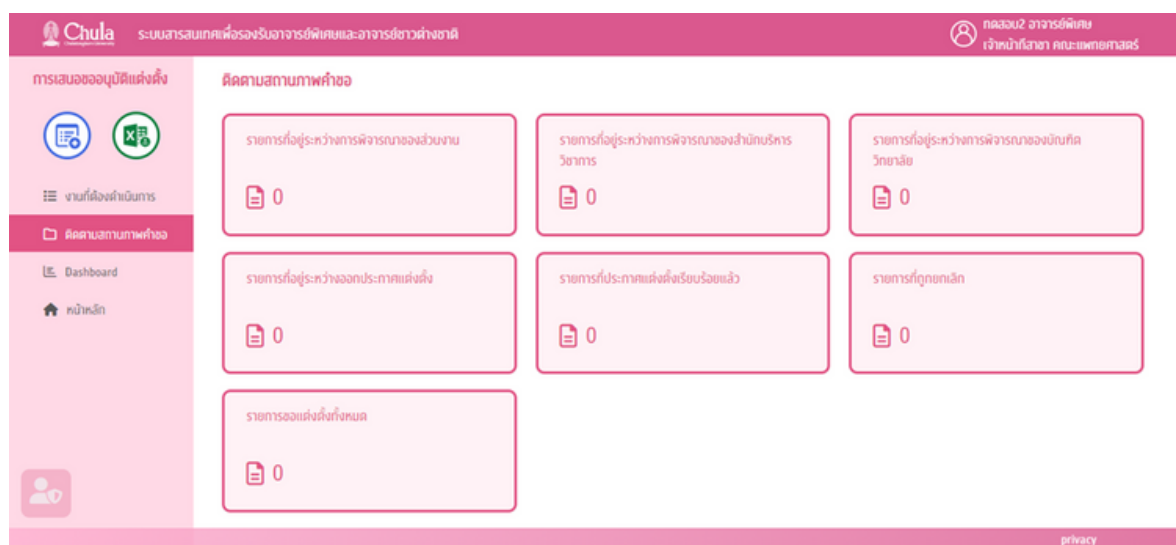 Chula
ระบบสารสนเทศเพื่อรองรับอาจารย์พิเศษและอาจารย์ชาวต่างชาติ
ทดสอบ2 อาจารย์พิเศษ
เจ้าหน้าที่สาขา คณะแพทยศาสตร์
การเสนอขออนุมัติแต่งตั้ง
งานที่ต้องดำเนินการ
ติดตามสถานภาพคำขอ
Dashboard
หน้าหลัก
ติดตามสถานภาพคำขอ
รายการที่อยู่ระหว่างการพิจารณาของส่วนงาน
0
รายการที่อยู่ระหว่างการพิจารณาของสำนักบริหาร
วิชาการ
0
รายการที่อยู่ระหว่างการพิจารณาของบัณฑิต
วิทยาลัย
0
รายการที่อยู่ระหว่างออกประกาศแต่งตั้ง
0
รายการที่ประกาศแต่งตั้งเรียบร้อยแล้ว
0
รายการที่ถูกยกเลิก
0
รายการขอแต่งตั้งทั้งหมด
0
privacy